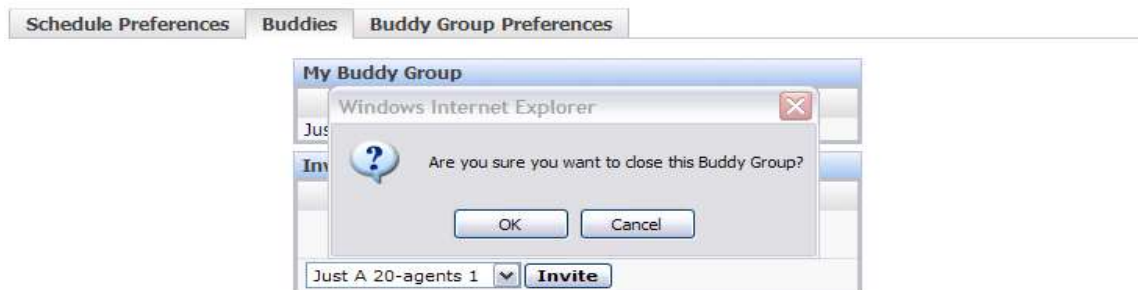 Schedule Preferences Buddies Buddy Group Preferences
My Buddy Group
Windows Internet Explorer
Jus
Are you sure you want to close this Buddy Group?
Inv
OK Cancel
Just A 20-agents 1 Invite